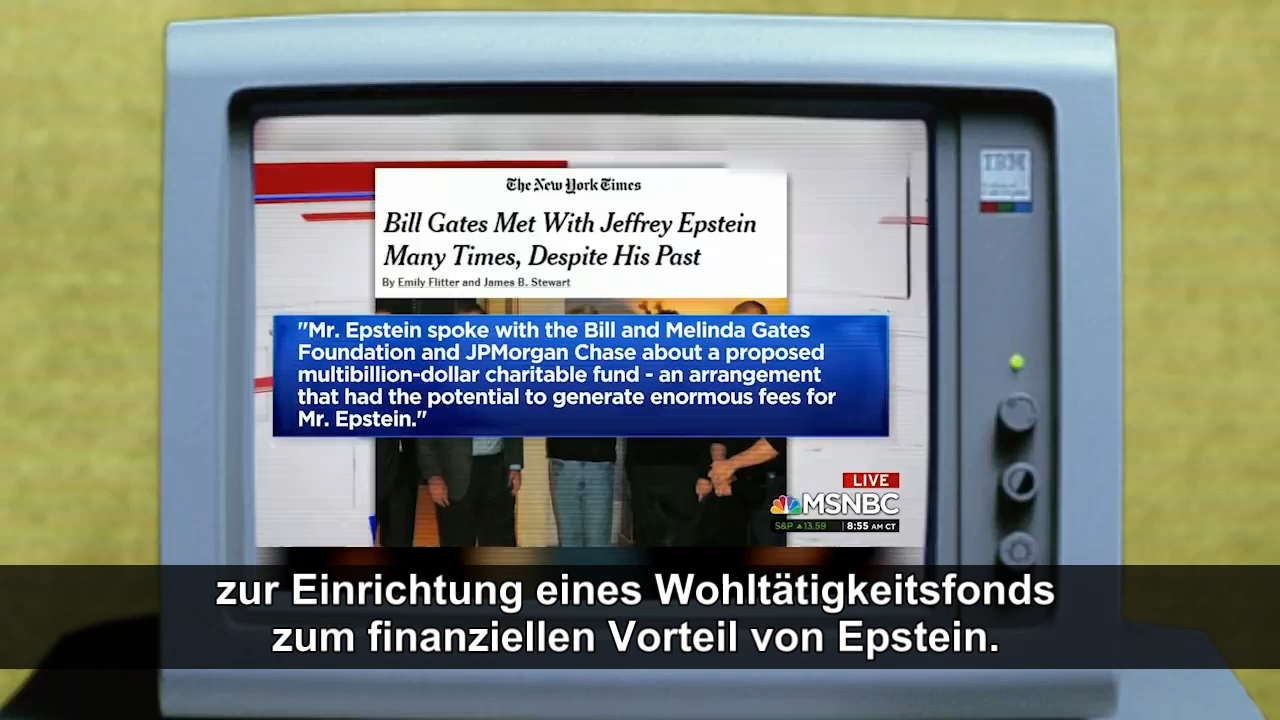 IBM
The New York Times
Bill Gates Met With Jeffrey Epstein
Many Times, Despite His Past
By Emily Flitter and James B. Stewart
"Mr. Epstein spoke with the Bill and Melinda Gates
Foundation and JPMorgan Chase about a proposed
multibillion-dollar charitable fund - an arrangement
that had the potential to generate enormous fees for
Mr. Epstein."
LIVE
MSNBC
S&P ▲13.59 8:55 AM CT
zur Einrichtung eines Wohltätigkeitsfonds
zum finanziellen Vorteil von Epstein.